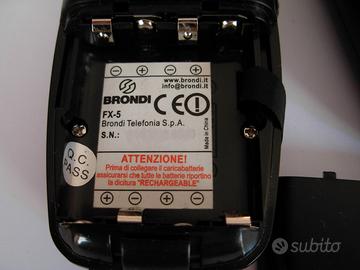 www.brondi.it
info@brondi.it
BRONDI
CE
FX-5
Brondi Telefonia S.p.A.
S.N.:
Made in China
Q.C.
PASS
ATTENZIONE!
Prima di collegare il caricabatterie
assicurarsi che tutte le batterie riportino
la dicitura "RECHARGEABLE"
subito